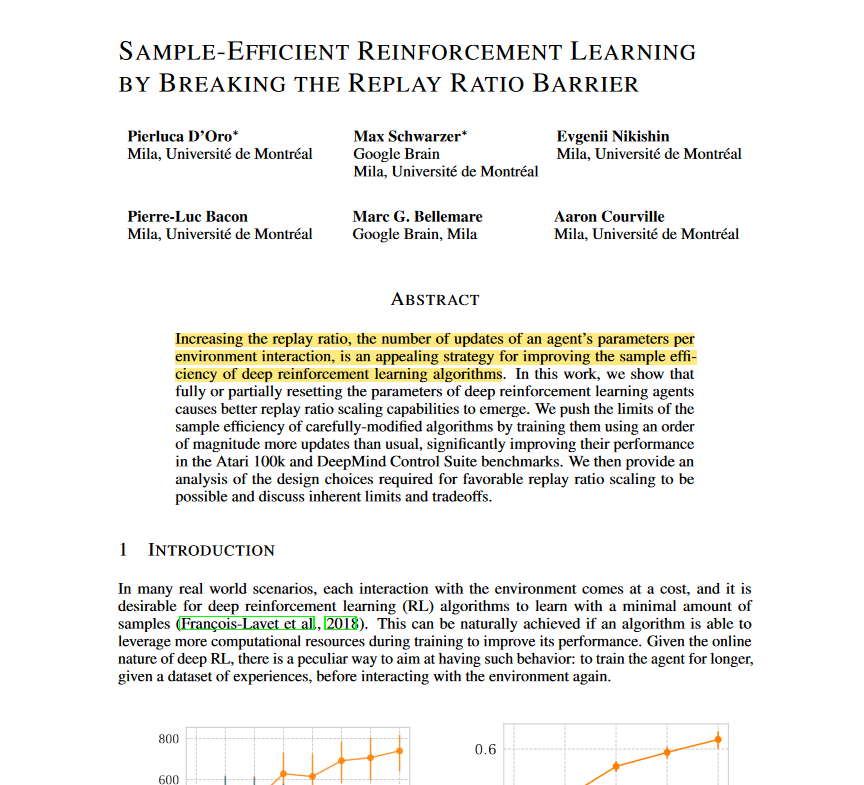 SAMPLE-EFFICIENT REINFORCEMENT LEARNING
BY BREAKING THE REPLAY RATIO BARRIER
Pierluca D'Oro* Max Schwarzer* Evgenii Nikishin
Mila, Université de Montréal Google Brain Mila, Université de Montréal
Mila, Université de Montréal
Pierre-Luc Bacon Marc G. Bellemare Aaron Courville
Mila, Université de Montréal Google Brain, Mila Mila, Université de Montréal
ABSTRACT
Increasing the replay ratio, the number of updates of an agent's parameters per
environment interaction, is an appealing strategy for improving the sample effi-
ciency of deep reinforcement learning algorithms. In this work, we show that
fully or partially resetting the parameters of deep reinforcement learning agents
causes better replay ratio scaling capabilities to emerge. We push the limits of the
sample efficiency of carefully-modified algorithms by training them using an order
of magnitude more updates than usual, significantly improving their performance
in the Atari 100k and DeepMind Control Suite benchmarks. We then provide an
analysis of the design choices required for favorable replay ratio scaling to be
possible and discuss inherent limits and tradeoffs.
1 INTRODUCTION
In many real world scenarios, each interaction with the environment comes at a cost, and it is
desirable for deep reinforcement learning (RL) algorithms to learn with a minimal amount of
samples (François-Lavet et al., 2018). This can be naturally achieved if an algorithm is able to
leverage more computational resources during training to improve its performance. Given the online
nature of deep RL, there is a peculiar way to aim at having such behavior: to train the agent for longer,
given a dataset of experiences, before interacting with the environment again.
800
0.6
600